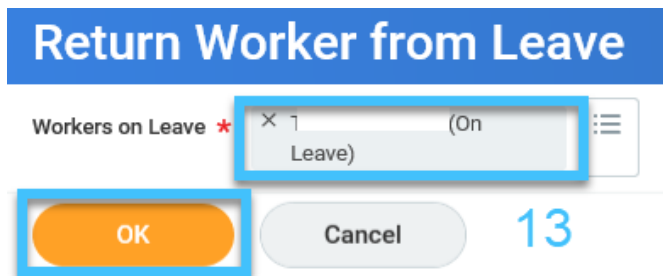 Return Worker from Leave
Workers on Leave * × (On
Leave)
OK Cancel 13